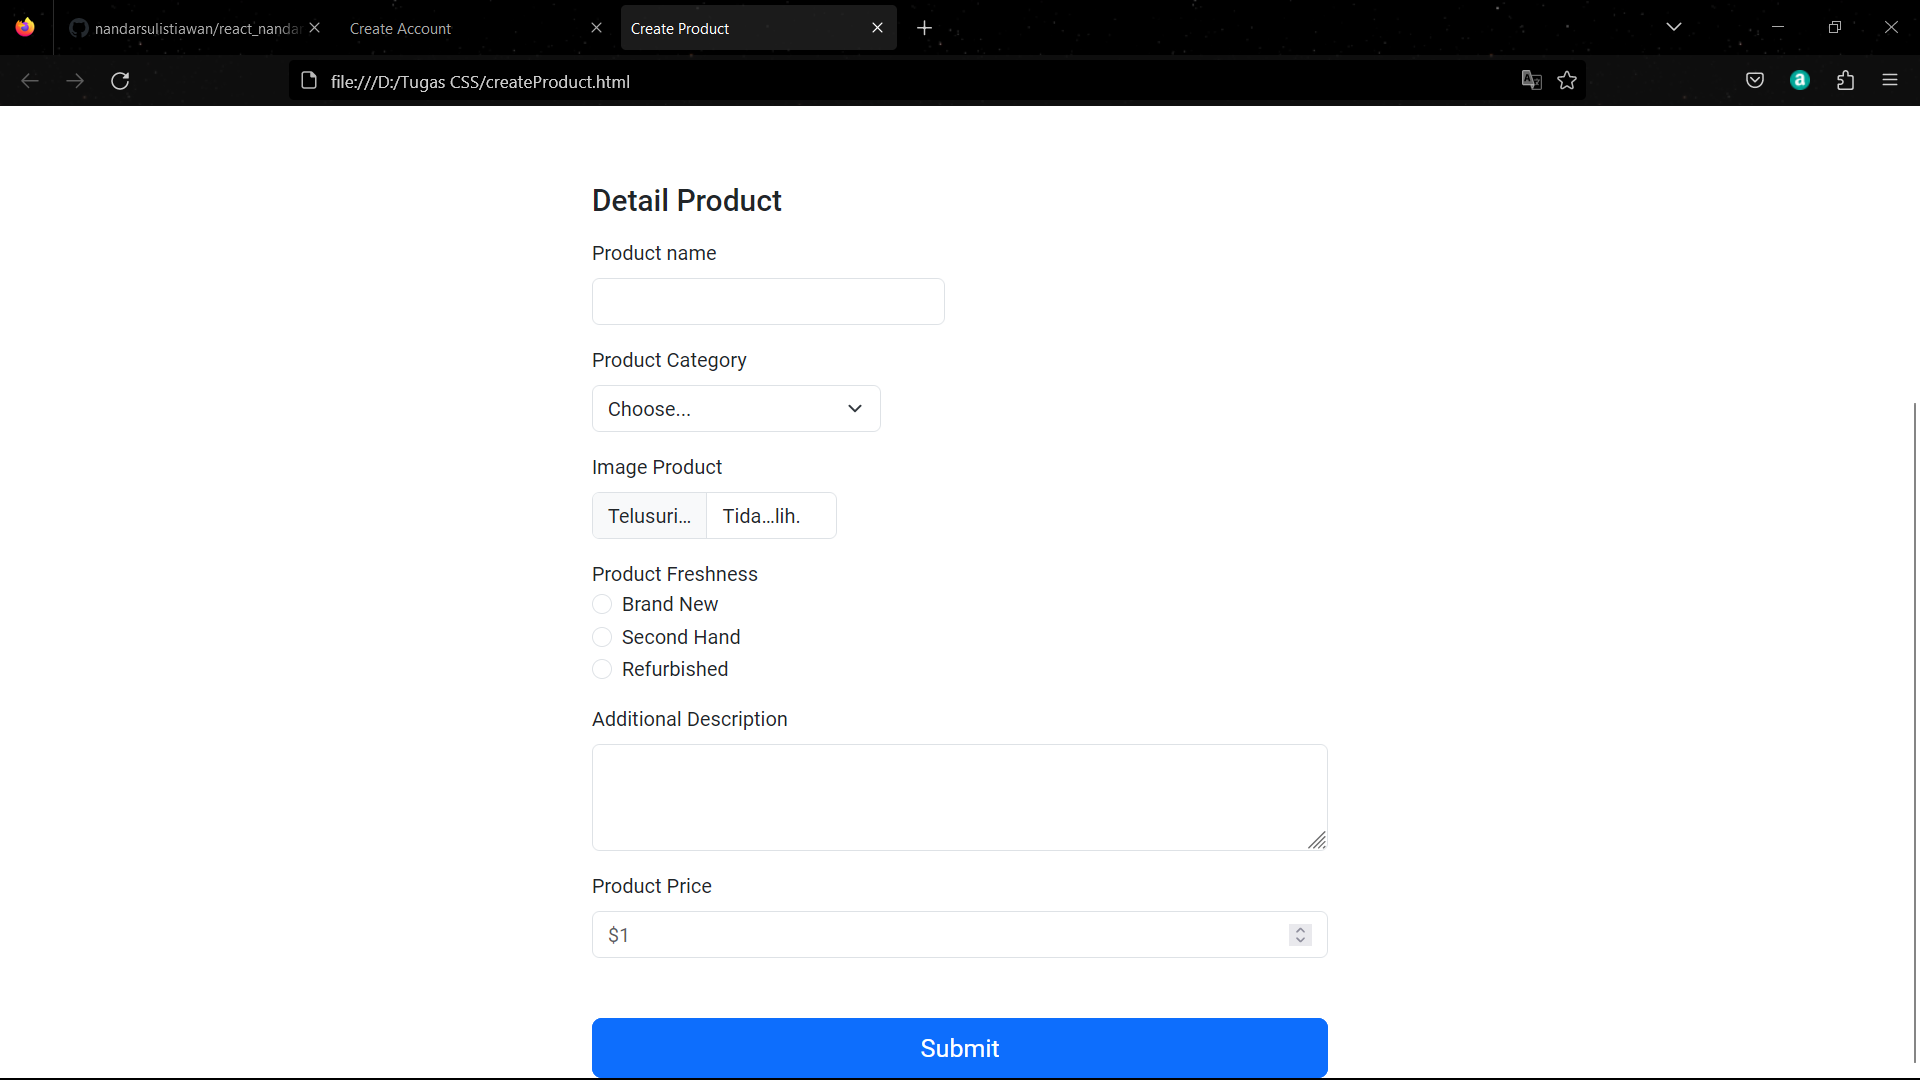 nandarsulistiawan/react_nandar
Create Account
Create Product
file:///D:/Tugas CSS/createProduct.html
Detail Product
Product name
Product Category
Choose...
Image Product
Telusuri... Tida...lih.
Product Freshness
Brand New
Second Hand
Refurbished
Additional Description
Product Price
$1
Submit